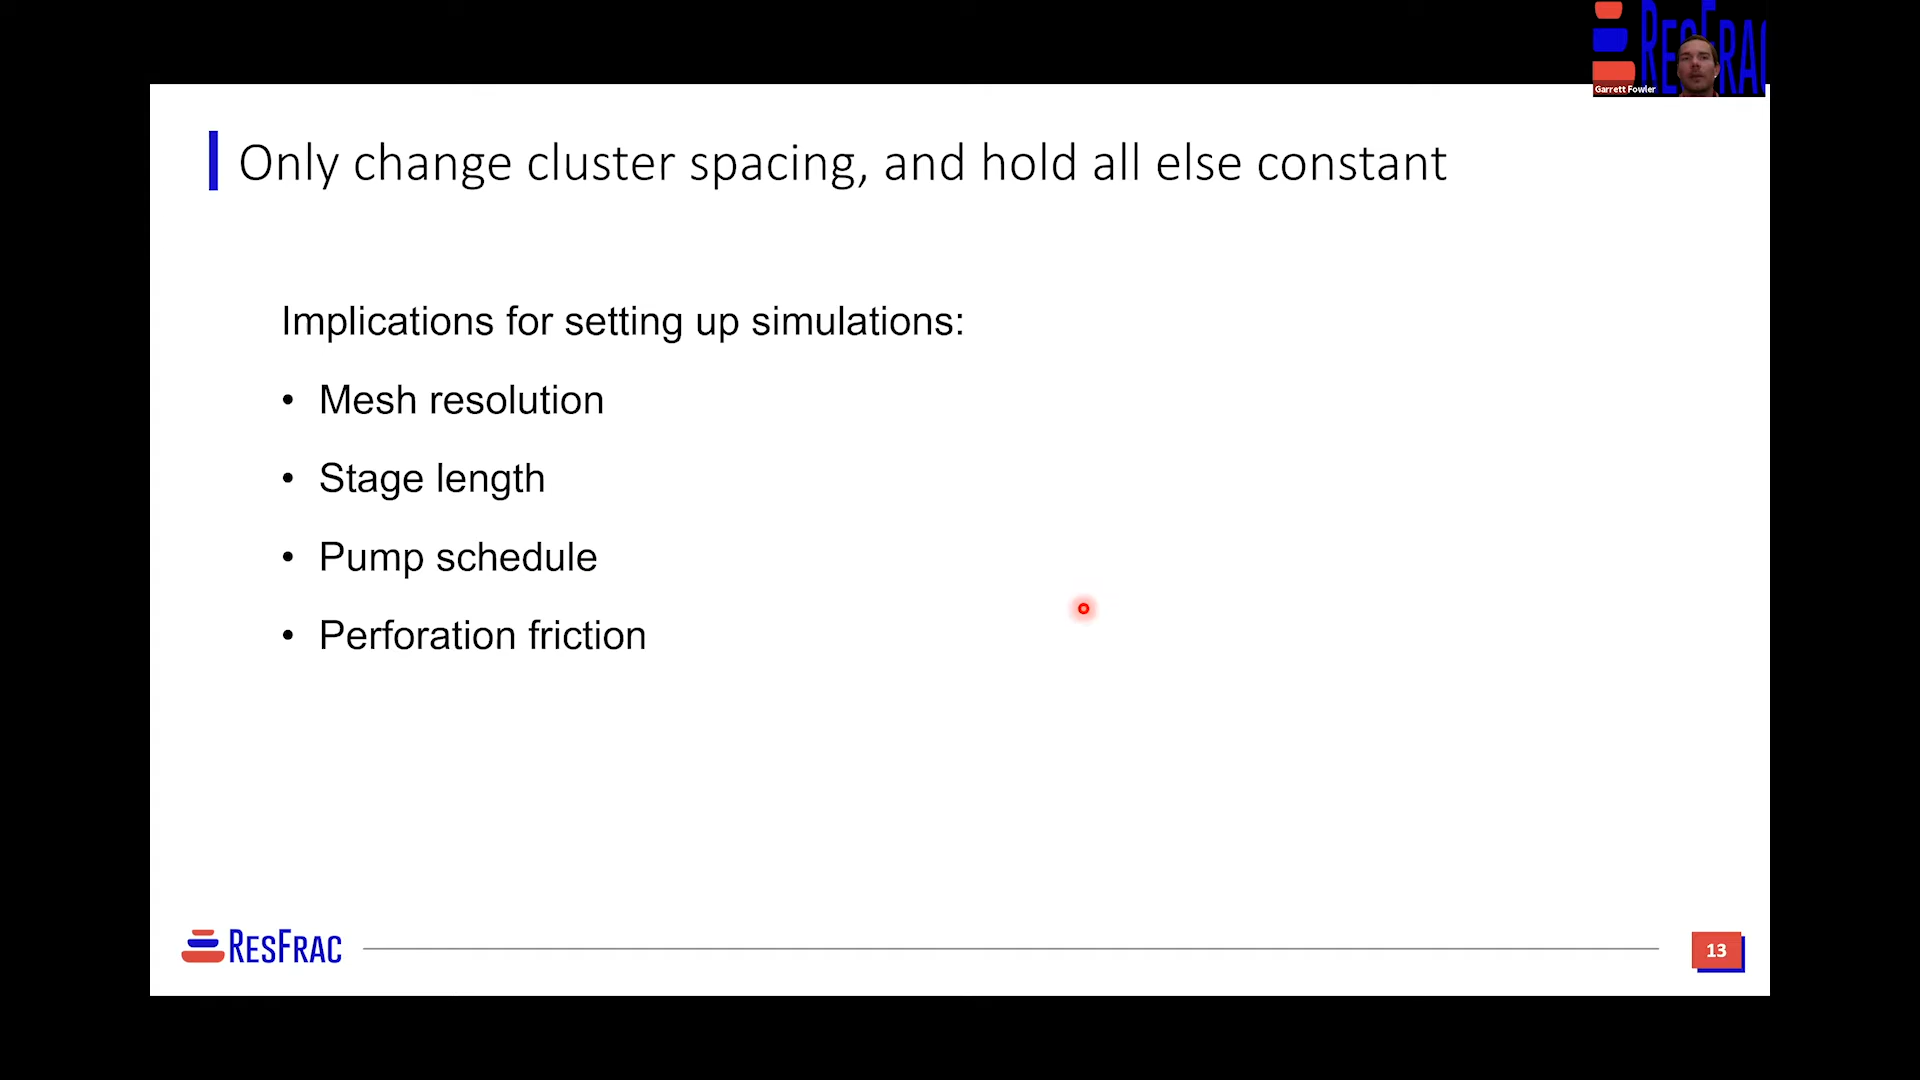 RESFRAC
Garrett Fowler
Only change cluster spacing, and hold all else constant
Implications for setting up simulations:
• Mesh resolution
• Stage length
• Pump schedule
• Perforation friction
RESFRAC
13